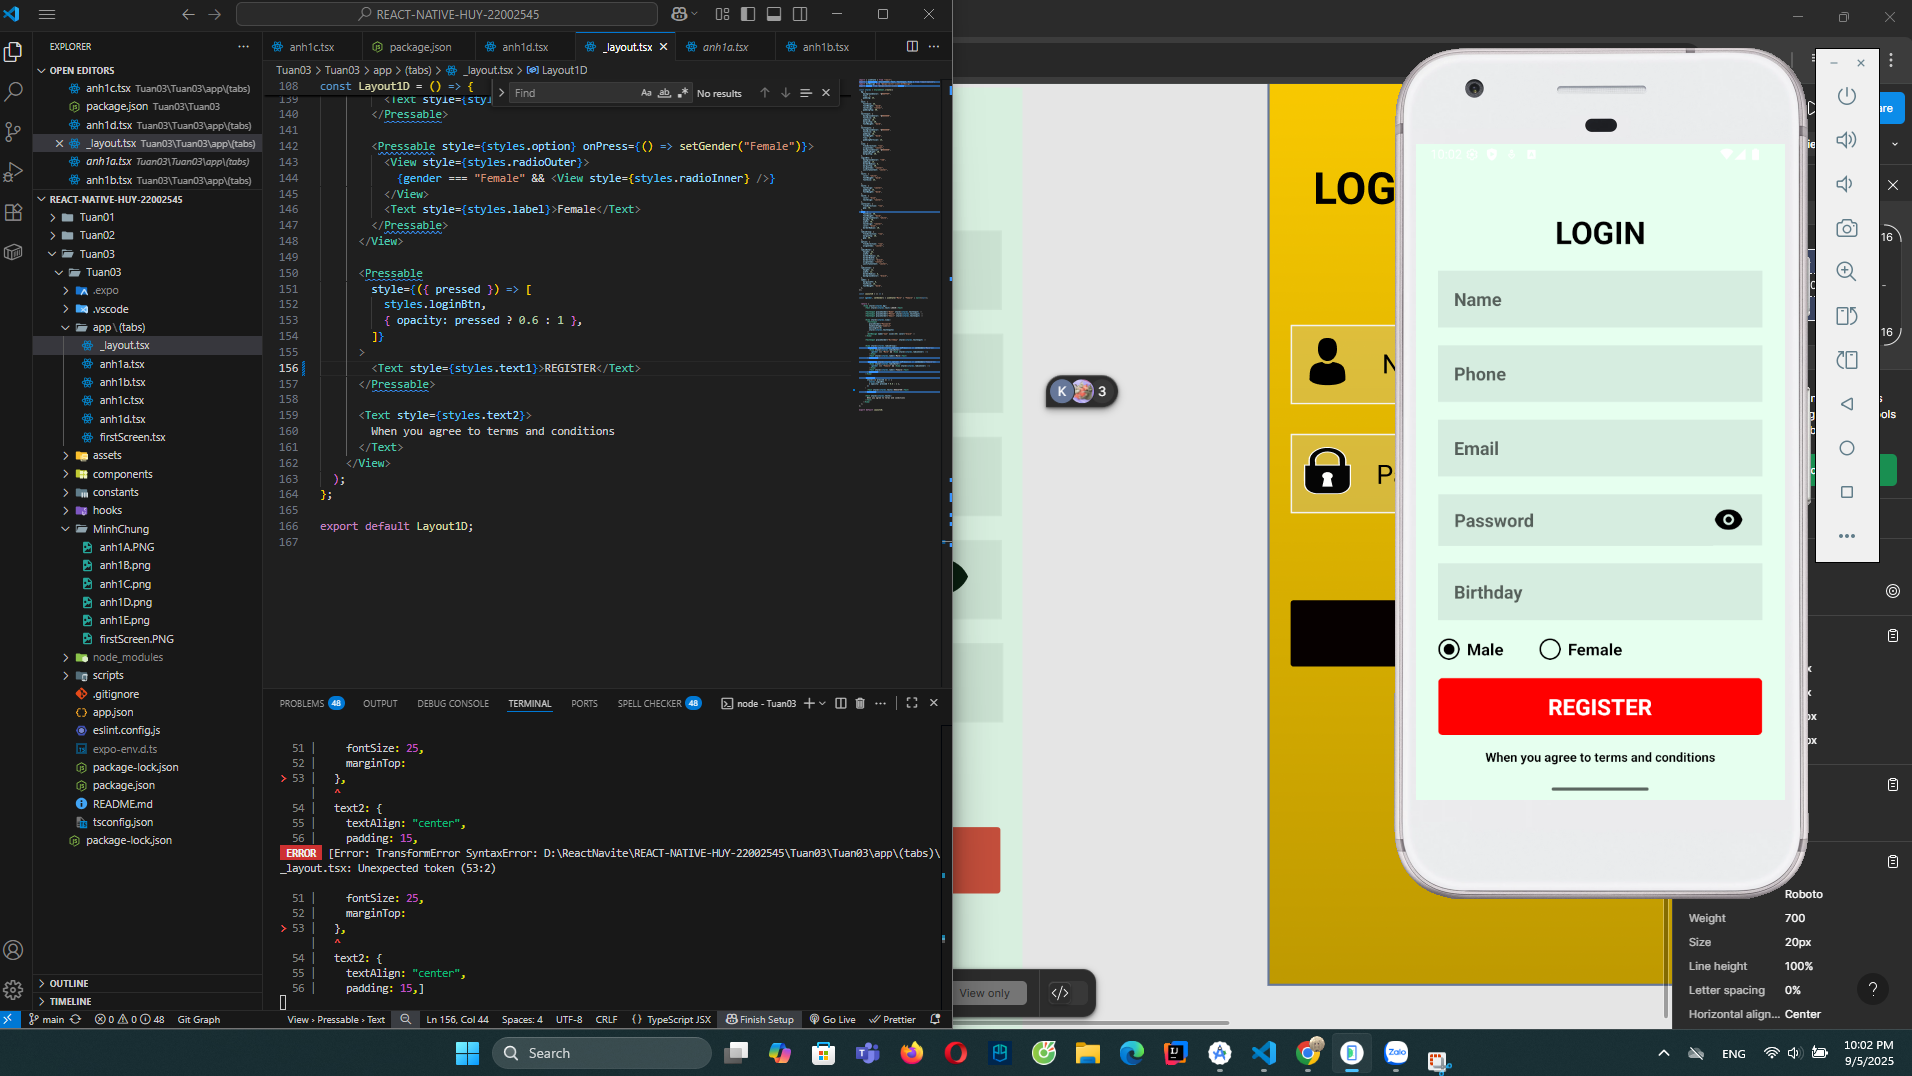 REACT-NATIVE-HUY-22002545
EXPLORER
OPEN EDITORS
anh1c.tsx Tuan03\Tuan03\app\(tabs)
package.json Tuan03\Tuan03
anh1d.tsx Tuan03\Tuan03\app\(tabs)
_layout.tsx Tuan03\Tuan03\app\(tabs)
anh1a.tsx Tuan03\Tuan03\app\(tabs)
anh1b.tsx Tuan03\Tuan03\app\(tabs)
REACT-NATIVE-HUY-22002545
Tuan01
Tuan02
Tuan03
Tuan03
.expo
.vscode
app\(tabs)
_layout.tsx
anh1a.tsx
anh1b.tsx
anh1c.tsx
anh1d.tsx
firstScreen.tsx
assets
components
constants
hooks
MinhChung
anh1A.PNG
anh1B.png
anh1C.png
anh1D.png
anh1E.png
firstScreen.PNG
node_modules
scripts
.gitignore
app.json
eslint.config.js
expo-env.d.ts
package-lock.json
package.json
README.md
tsconfig.json
package-lock.json
OUTLINE
TIMELINE
anh1c.tsx package.json anh1d.tsx _layout.tsx anh1a.tsx anh1b.tsx
Tuan03 > Tuan03 > app > (tabs) > _layout.tsx > Layout1D
Find Aa ab No results
108 const Layout1D = () => {
139 <Text style={styl
140 </Pressable>
141
142 <Pressable style={styles.option} onPress={() => setGender("Female")}>
143 <View style={styles.radioOuter}>
144 {gender === "Female" && <View style={styles.radioInner} />}
145 </View>
146 <Text style={styles.label}>Female</Text>
147 </Pressable>
148 </View>
149
150 <Pressable
151 style={({ pressed }) => [
152 styles.loginBtn,
153 { opacity: pressed ? 0.6 : 1 },
154 ]}
155 >
156 <Text style={styles.text1}>REGISTER</Text>
157 </Pressable>
158
159 <Text style={styles.text2}>
160 When you agree to terms and conditions
161 </Text>
162 </View>
163 );
164 };
165
166 export default Layout1D;
167
PROBLEMS 48 OUTPUT DEBUG CONSOLE TERMINAL PORTS SPELL CHECKER 48 node - Tuan03
51 | fontSize: 25,
52 | marginTop:
> 53 | },
| ^
54 | text2: {
55 | textAlign: "center",
56 | padding: 15,
ERROR [Error: TransformError SyntaxError: D:\ReactNavite\REACT-NATIVE-HUY-22002545\Tuan03\Tuan03\app\(tabs)\
_layout.tsx: Unexpected token (53:2)
51 | fontSize: 25,
52 | marginTop:
> 53 | },
| ^
54 | text2: {
55 | textAlign: "center",
56 | padding: 15,]
main 0 0 48 Git Graph View › Pressable › Text Ln 156, Col 44 Spaces: 4 UTF-8 CRLF {} TypeScript JSX Finish Setup Go Live Prettier
K 3
LOG
N
Pa
View only </>
10:02
LOGIN
Name
Phone
Email
Password
Birthday
Male Female
REGISTER
When you agree to terms and conditions
16
16
Roboto
Weight 700
Size 20px
Line height 100%
Letter spacing 0%
Horizontal align... Center
?
Search
Zalo
ENG
10:02 PM
9/5/2025